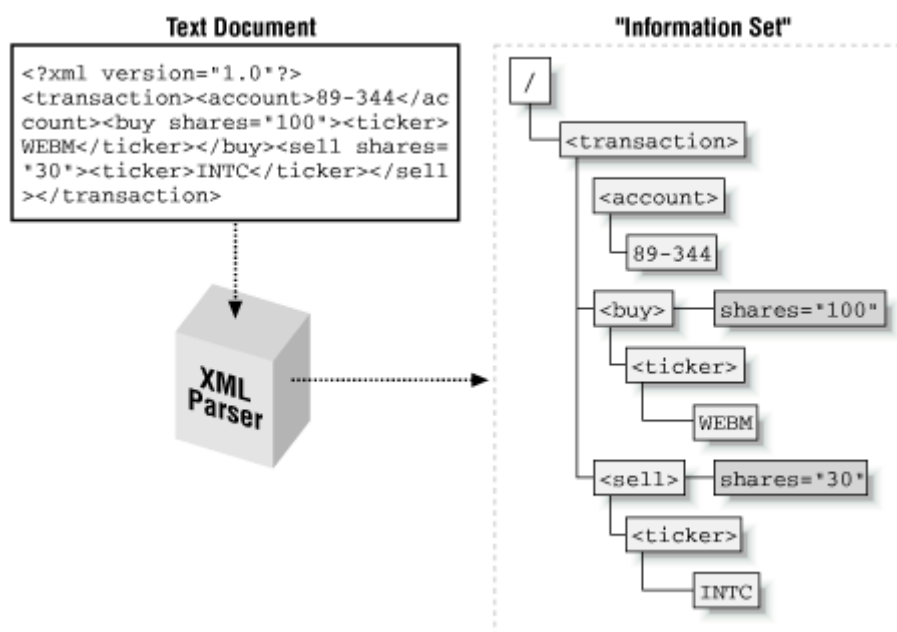 Text Document
<?xml version="1.0"?>
<transaction><account>89-344</ac
count><buy shares="100"><ticker>
WEBM</ticker></buy><sell shares=
"30"><ticker>INTC</ticker></sell
></transaction>
XML
Parser
"Information Set"
/
<transaction>
<account>
89-344
<buy> shares="100"
<ticker>
WEBM
<sell> shares="30"
<ticker>
INTC